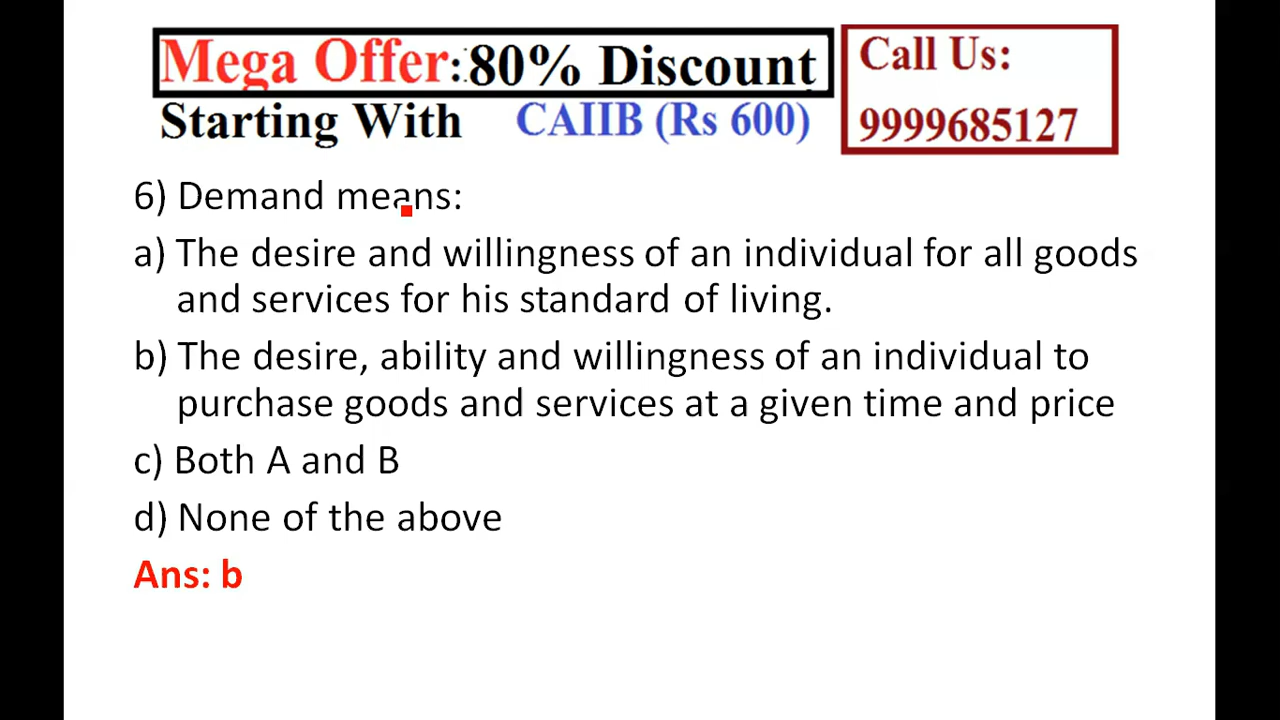 Mega Offer:80% Discount
Starting With CAIIB (Rs 600)
Call Us:
9999685127
6) Demand means:
a) The desire and willingness of an individual for all goods
and services for his standard of living.
b) The desire, ability and willingness of an individual to
purchase goods and services at a given time and price
c) Both A and B
d) None of the above
Ans: b